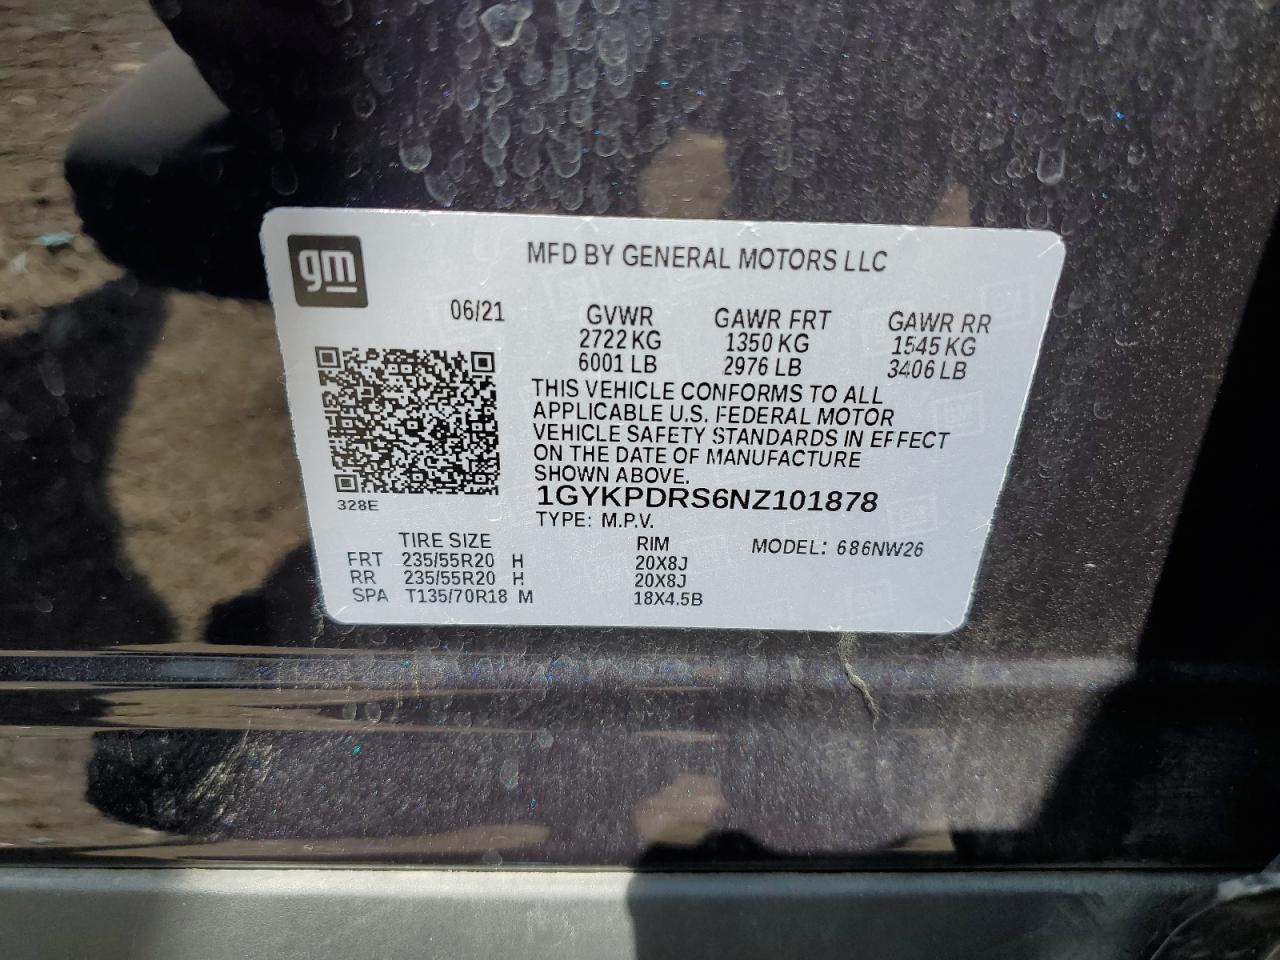 gm
MFD BY GENERAL MOTORS LLC
06/21 GVWR GAWR FRT GAWR RR
2722 KG 1350 KG 1545 KG
6001 LB 2976 LB 3406 LB
THIS VEHICLE CONFORMS TO ALL
APPLICABLE U.S. FEDERAL MOTOR
VEHICLE SAFETY STANDARDS IN EFFECT
ON THE DATE OF MANUFACTURE
SHOWN ABOVE.
1GYKPDRS6NZ101878
328E
TYPE: M.P.V.
TIRE SIZE RIM MODEL: 686NW26
FRT 235/55R20 H 20X8J
RR 235/55R20 H 20X8J
SPA T135/70R18 M 18X4.5B